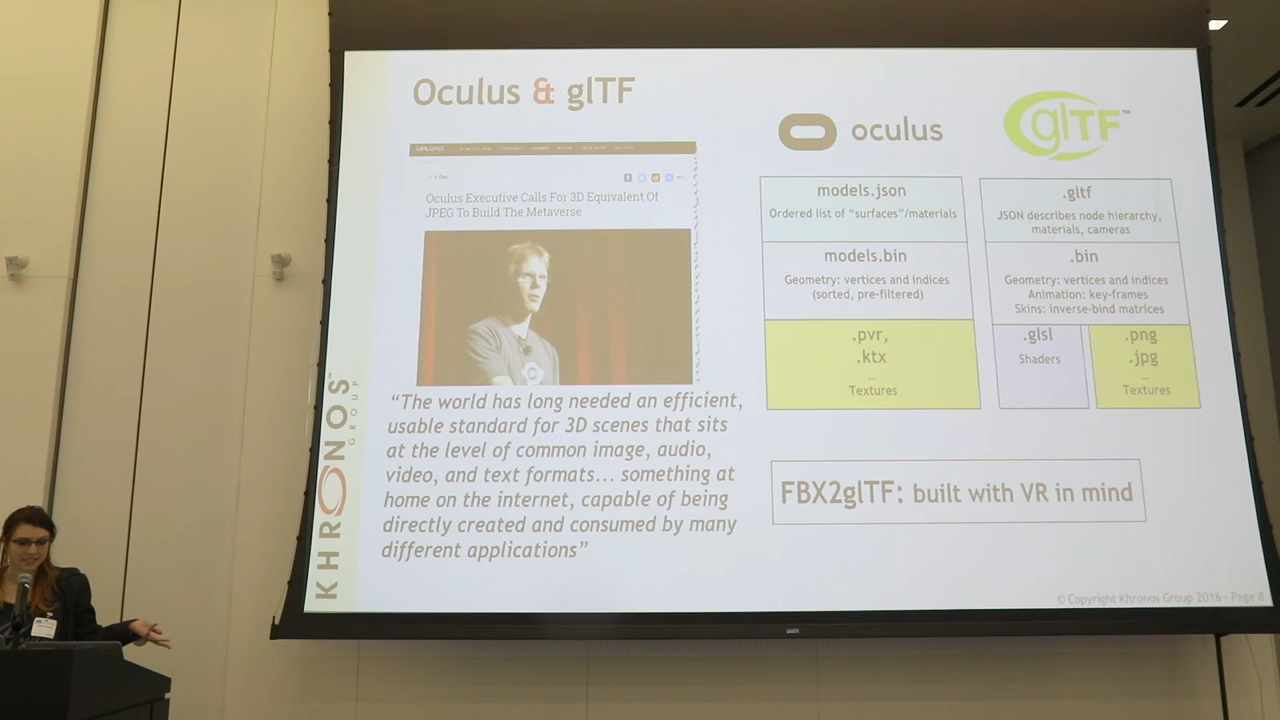 Oculus & glTF
UPLOAD
1.0m
Oculus Executive Calls For 3D Equivalent Of
JPEG To Build The Metaverse
“The world has long needed an efficient,
usable standard for 3D scenes that sits
at the level of common image, audio,
video, and text formats... something at
home on the internet, capable of being
directly created and consumed by many
different applications”
oculus
models.json
Ordered list of “surfaces”/materials
models.bin
Geometry: vertices and indices
(sorted, pre-filtered)
.pvr,
.ktx
...
Textures
glTF™
.gltf
JSON describes node hierarchy,
materials, cameras
.bin
Geometry: vertices and indices
Animation: key-frames
Skins: inverse-bind matrices
.glsl
Shaders
.png
.jpg
...
Textures
FBX2glTF: built with VR in mind
KHRONOS™
GROUP
© Copyright Khronos Group 2016 - Page 8